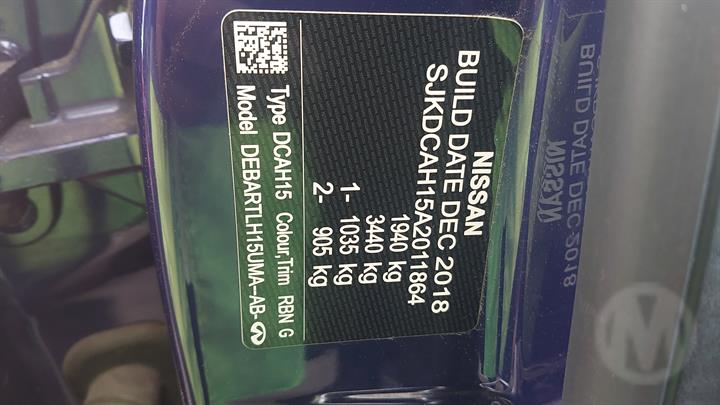 NISSAN
BUILD DATE DEC 2018
SJKDCAH15A2011864
1940 kg
3440 kg
1- 1035 kg
2- 905 kg
Type DCAH15 Colour,Trim RBN G
Model DEBARTLH15UMA-AB-
BUILD DATE DEC 2018
NISSAN
M